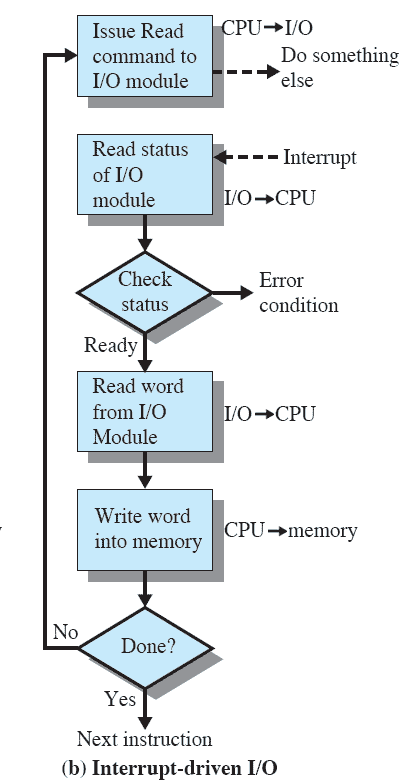 Issue Read
command to
I/O module
CPU→I/O
Do something
else
Read status
of I/O
module
Interrupt
I/O→CPU
Check
status
Error
condition
Ready
Read word
from I/O
Module
I/O→CPU
Write word
into memory
CPU→memory
No
Done?
Yes
Next instruction
(b) Interrupt-driven I/O